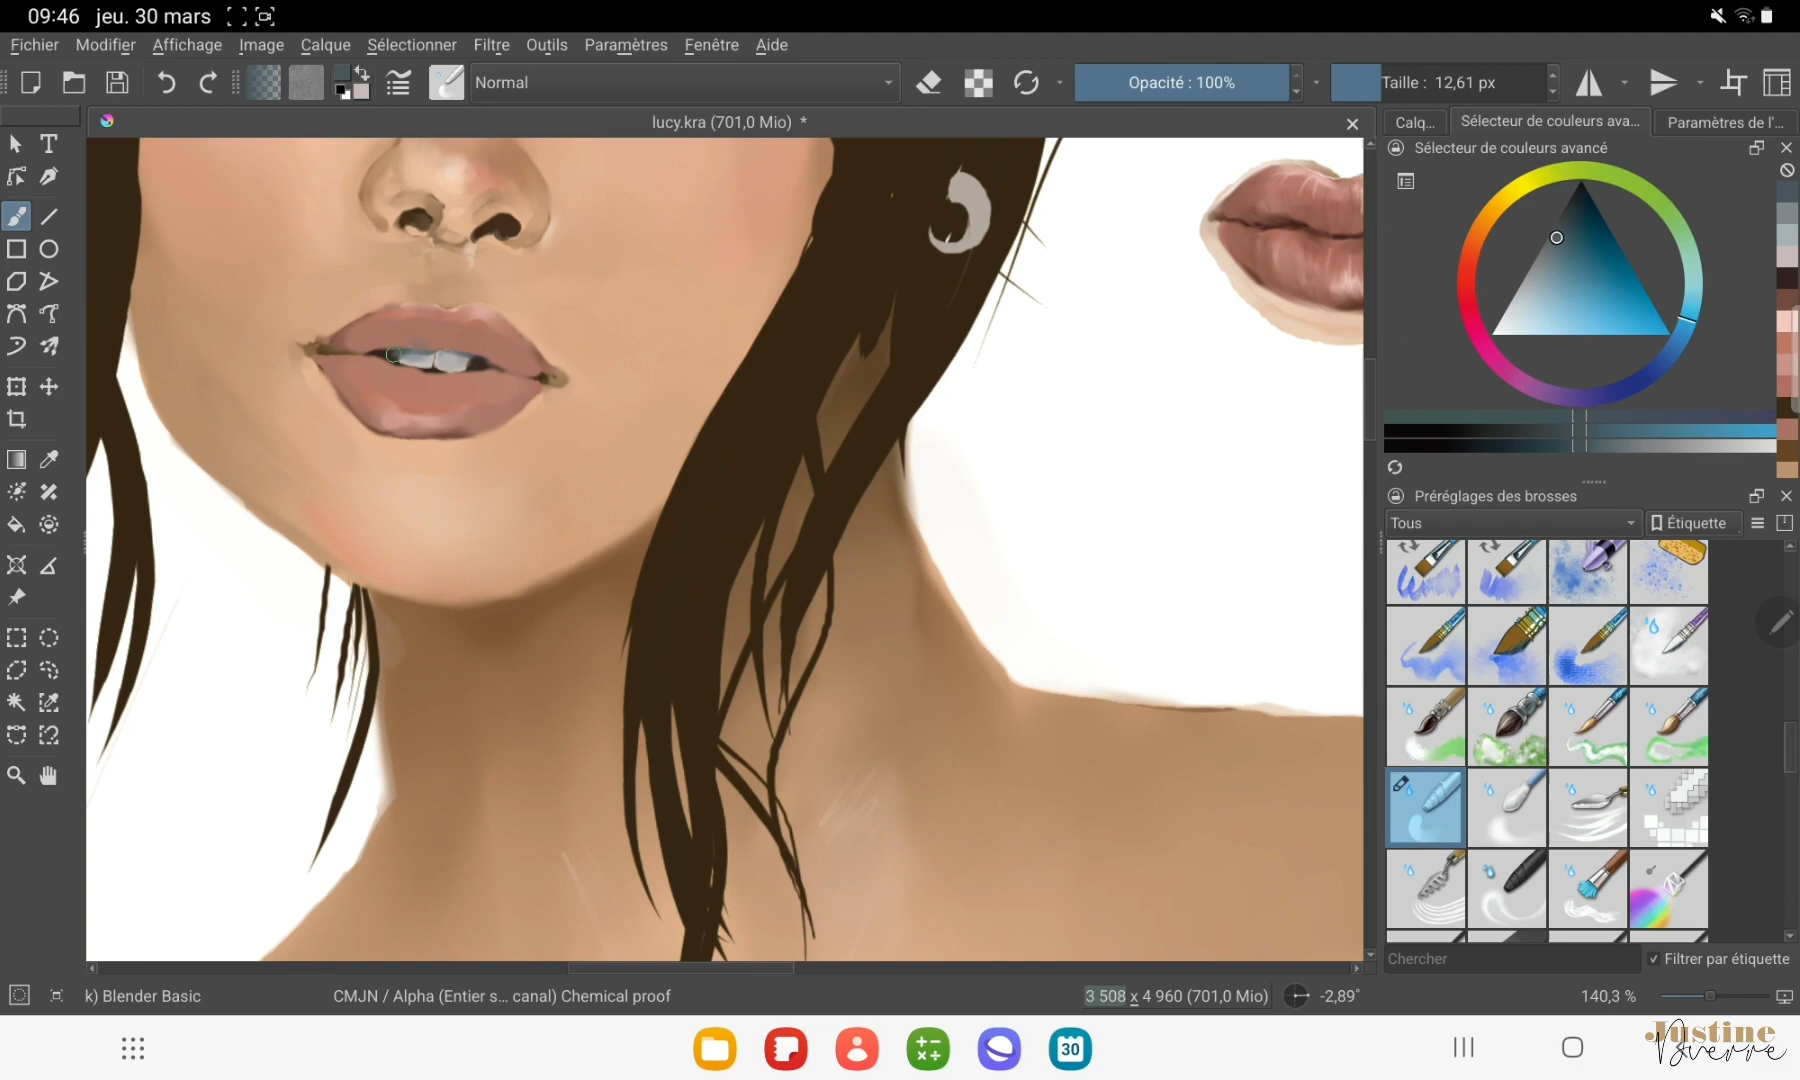 09:46 jeu. 30 mars
Fichier Modifier Affichage Image Calque Sélectionner Filtre Outils Paramètres Fenêtre Aide
Normal Opacité : 100% Taille : 12,61 px
lucy.kra (701,0 Mio) *
Calq... Sélecteur de couleurs ava... Paramètres de l'...
Sélecteur de couleurs avancé
Préréglages des brosses
Tous Étiquette
Chercher Filtrer par étiquette
k) Blender Basic CMJN / Alpha (Entier s... canal) Chemical proof 3 508 x 4 960 (701,0 Mio) -2,89° 140,3 %
30
Justine